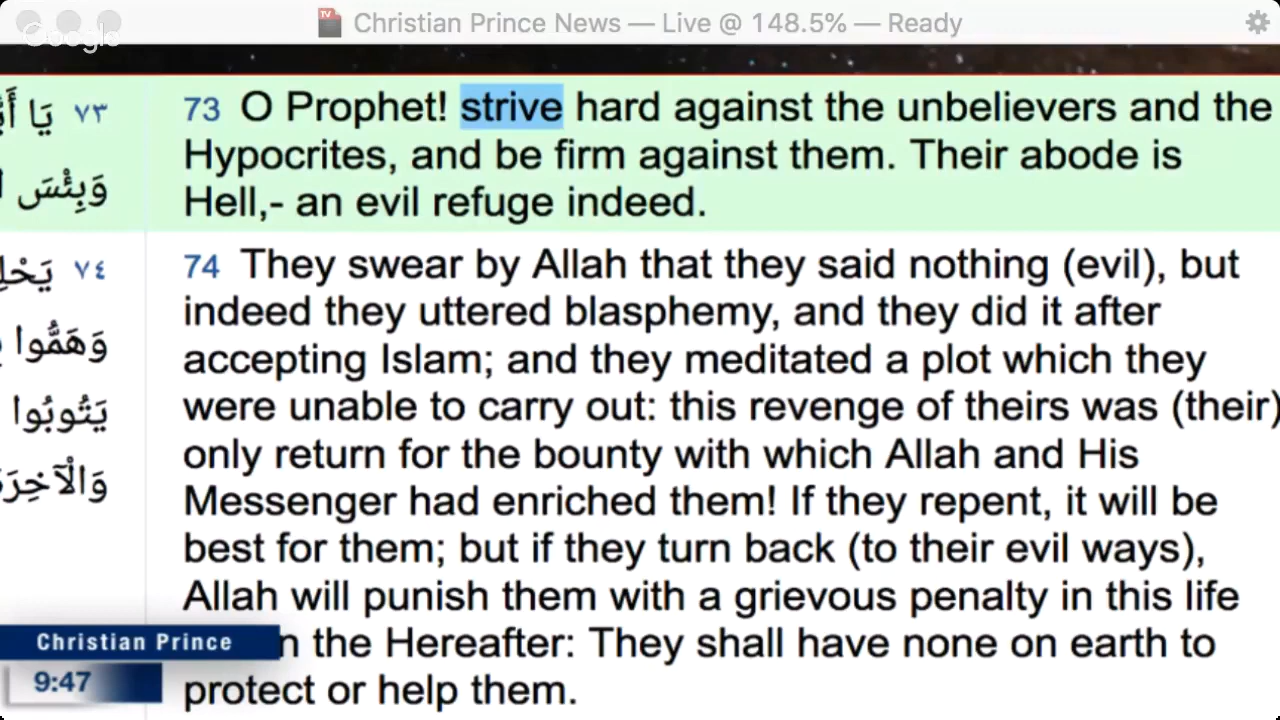 Christian Prince News — Live @ 148.5% — Ready
Google
TV
73 O Prophet! strive hard against the unbelievers and the
Hypocrites, and be firm against them. Their abode is
Hell,- an evil refuge indeed.
٧٣ يَا
وَبِئْسَ
74 They swear by Allah that they said nothing (evil), but
indeed they uttered blasphemy, and they did it after
accepting Islam; and they meditated a plot which they
were unable to carry out: this revenge of theirs was (their)
only return for the bounty with which Allah and His
Messenger had enriched them! If they repent, it will be
best for them; but if they turn back (to their evil ways),
Allah will punish them with a grievous penalty in this life
n the Hereafter: They shall have none on earth to
protect or help them.
٧٤
وَهَمُّوا
يَتُوبُوا
Christian Prince
9:47